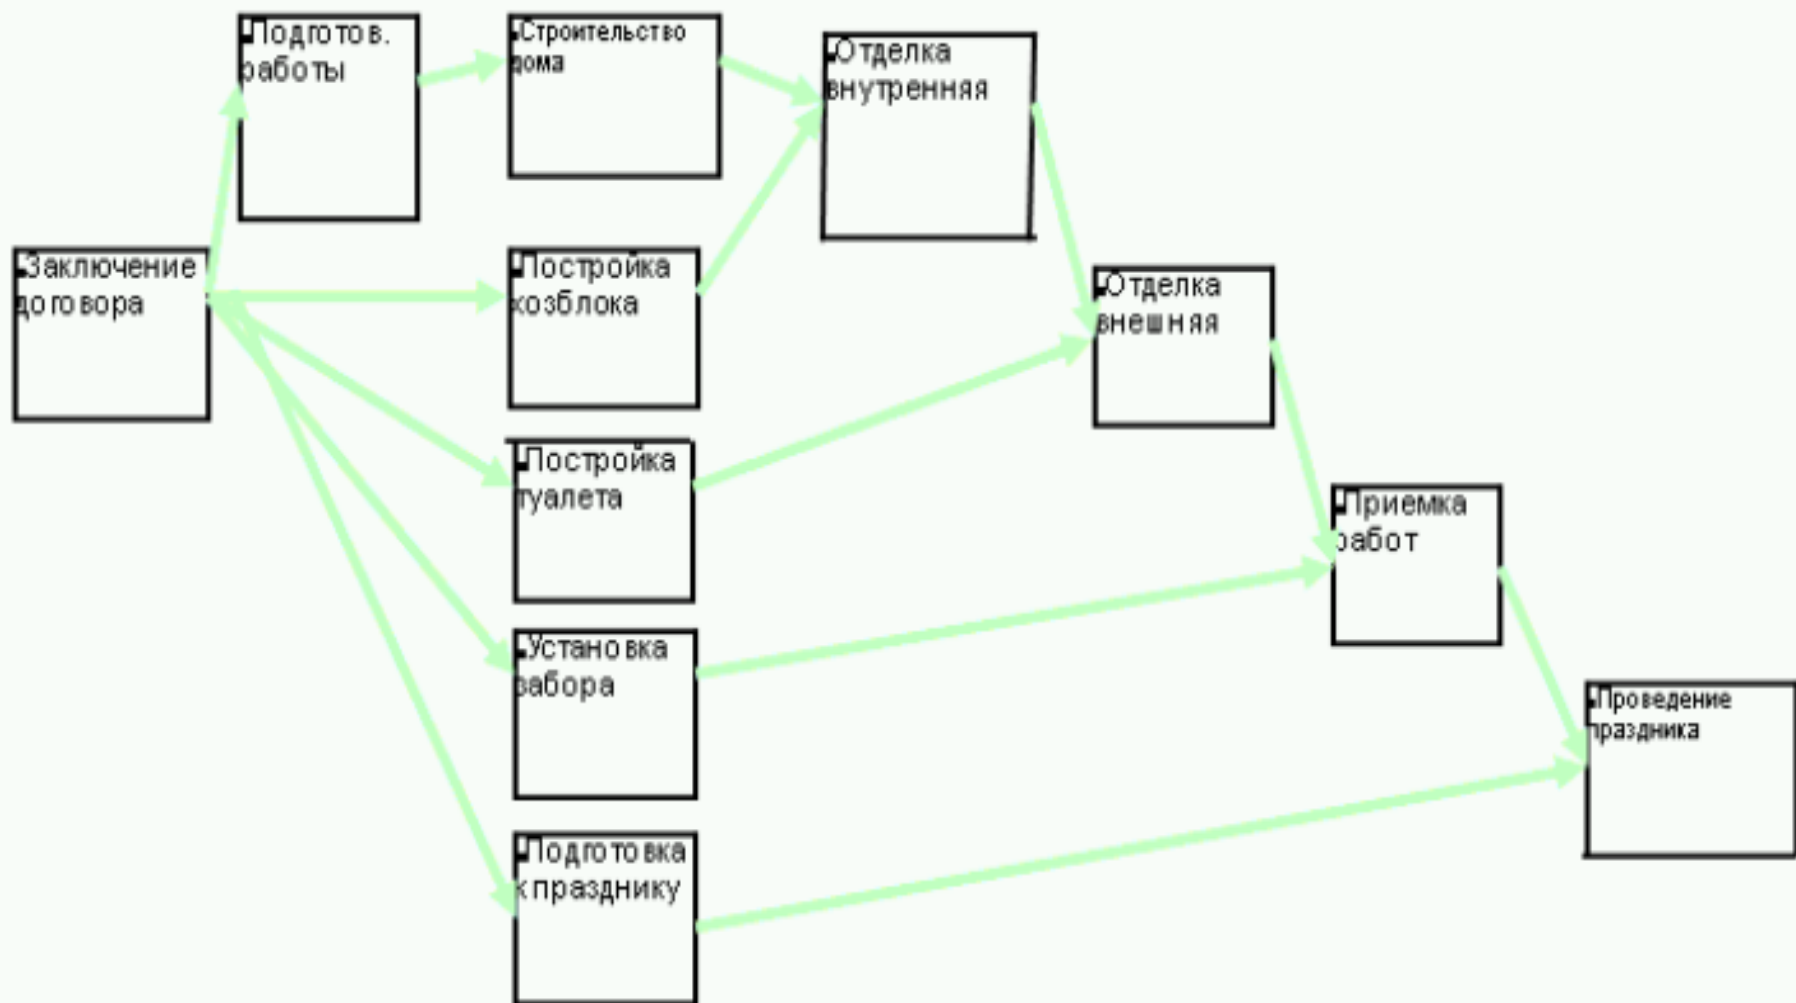 Подготов.
работы
Строительство
дома
Отделка
внутренняя
Заключение
договора
Постройка
хозблока
Отделка
внешняя
Постройка
туалета
Приемка
работ
Установка
забора
Проведение
праздника
Подготовка
к празднику